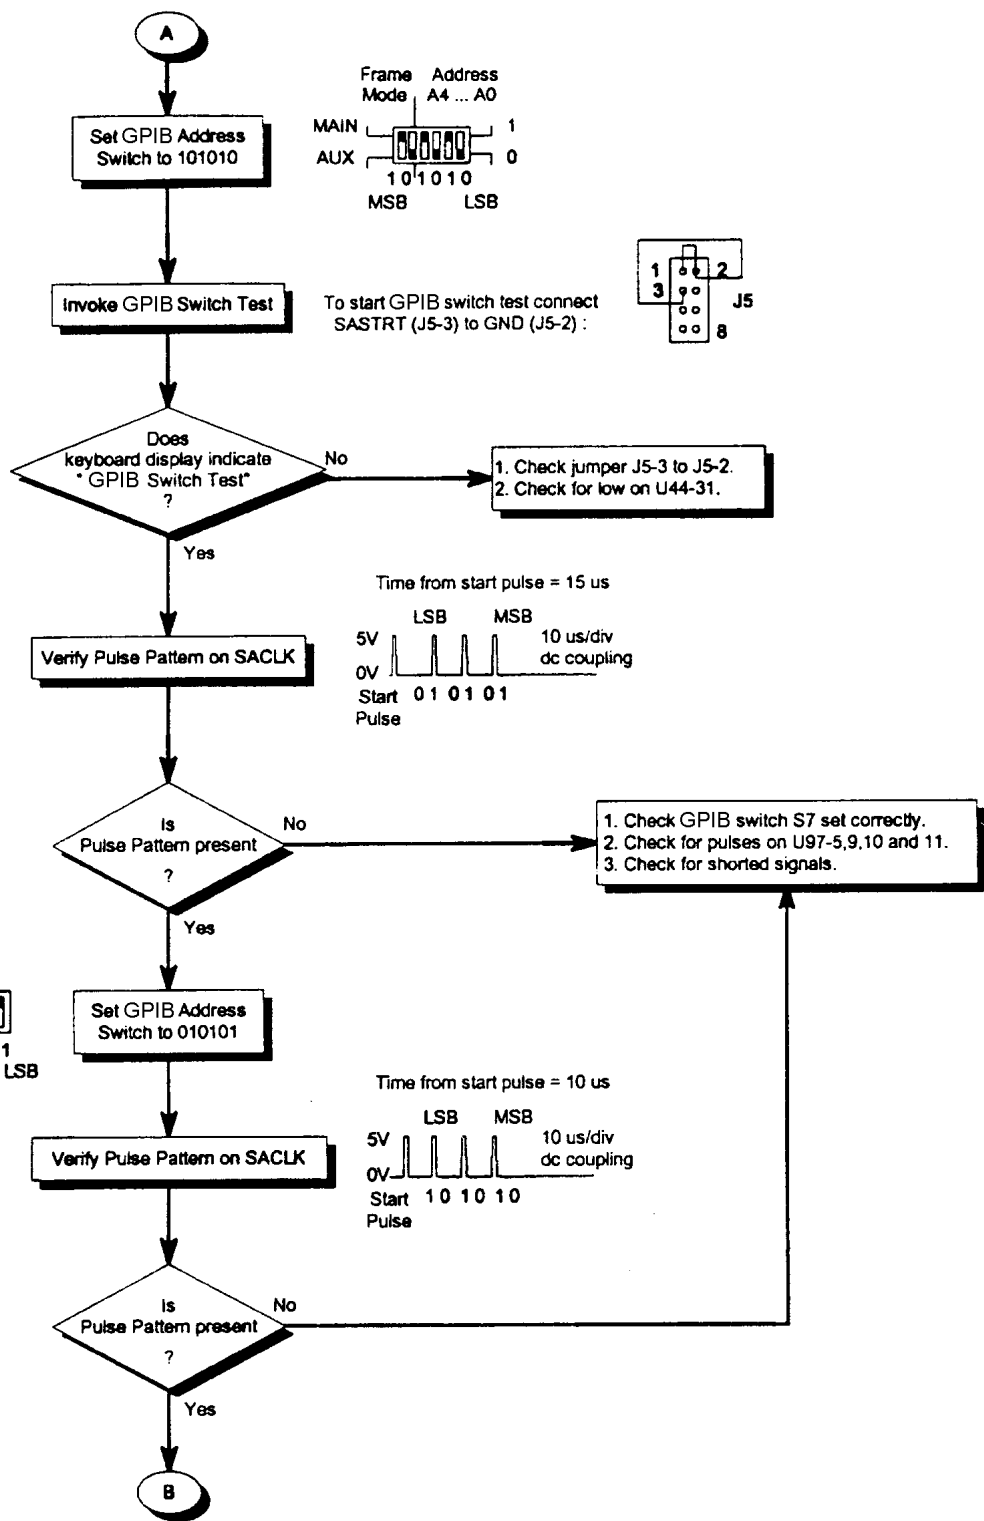 A
Frame Address
Mode A4 ... A0
Set GPIB Address
Switch to 101010
MAIN 1
AUX 0
1 0 1 0 1 0
MSB LSB
Invoke GPIB Switch Test
To start GPIB switch test connect
SASTRT (J5-3) to GND (J5-2) :
1 2
3 J5
8
Does
keyboard display indicate
" GPIB Switch Test"
?
No
1. Check jumper J5-3 to J5-2.
2. Check for low on U44-31.
Yes
Time from start pulse = 15 us
Verify Pulse Pattern on SACLK
LSB MSB
5V 10 us/div
0V dc coupling
Start 0 1 0 1 0 1
Pulse
Is
Pulse Pattern present
?
No
1. Check GPIB switch S7 set correctly.
2. Check for pulses on U97-5,9,10 and 11.
3. Check for shorted signals.
Yes
Set GPIB Address
Switch to 010101
1
LSB
Time from start pulse = 10 us
Verify Pulse Pattern on SACLK
LSB MSB
5V 10 us/div
0V dc coupling
Start 1 0 1 0 1 0
Pulse
Is
Pulse Pattern present
?
No
Yes
B